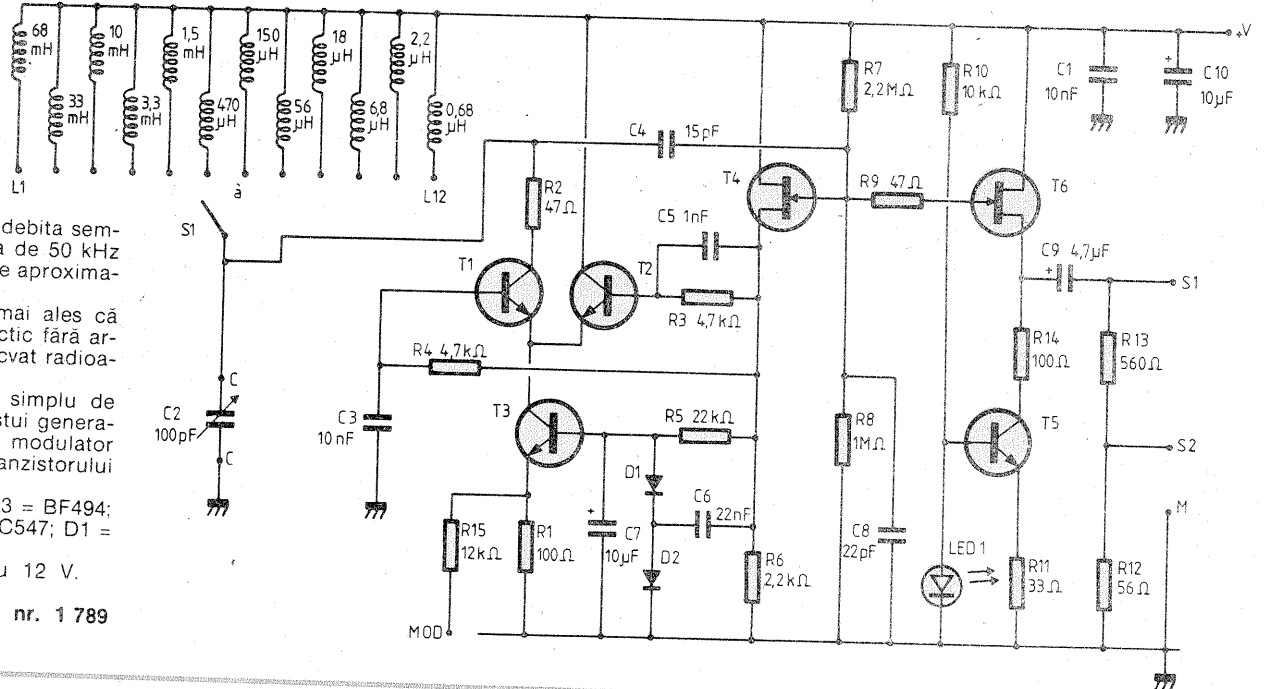 68 mH
33 mH
10 mH
3,3 mH
1,5 mH
470 µH
150 µH
56 µH
18 µH
6,8 µH
2,2 µH
0,68 µH
L1
à
L12
S1
C2
100pF
C
C
debita sem-
a de 50 kHz
e aproxima-
mai ales că
ctic fără ar-
cvat radioa-
simplu de
stui genera-
modulator
anzistorului
3 = BF494;
C547; D1 =
u 12 V.
nr. 1 789
C4 15pF
R2
47Ω
T1
T2
C5 1nF
R3 4,7kΩ
R4 4,7kΩ
C3
10nF
T3
R5 22kΩ
D1
C6
22nF
R15
12kΩ
R1
100Ω
C7
+
10µF
D2
R6
2,2kΩ
MOD
T4
R7
2,2MΩ
R8
1MΩ
C8
22pF
R9 47Ω
R10
10kΩ
T6
C1
10nF
+
C10
10µF
+V
C9 4,7µF
+
S1
R14
100Ω
R13
560Ω
T5
S2
M
LED1
R11
33Ω
R12
56Ω